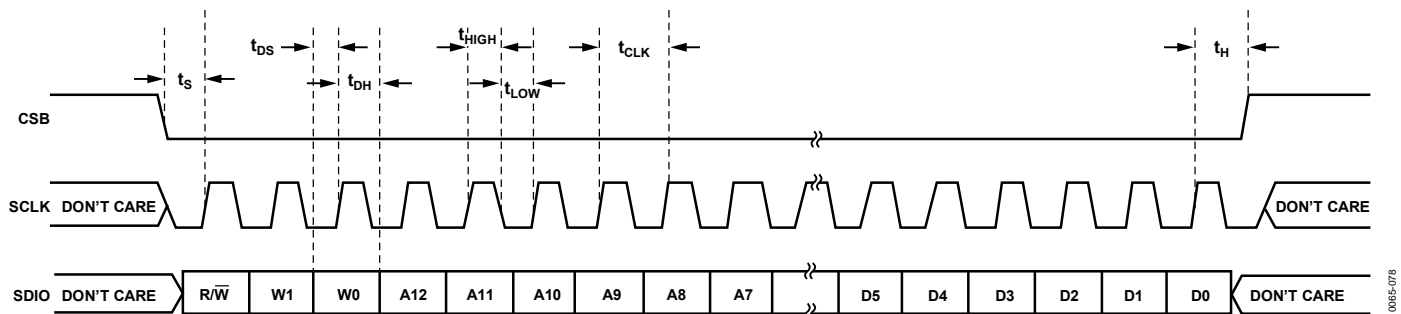 tDS tHIGH tCLK tH
tS tDH tLOW
CSB
SCLK DON'T CARE DON'T CARE
SDIO DON'T CARE R/W̅ W1 W0 A12 A11 A10 A9 A8 A7 D5 D4 D3 D2 D1 D0 DON'T CARE
0065-078